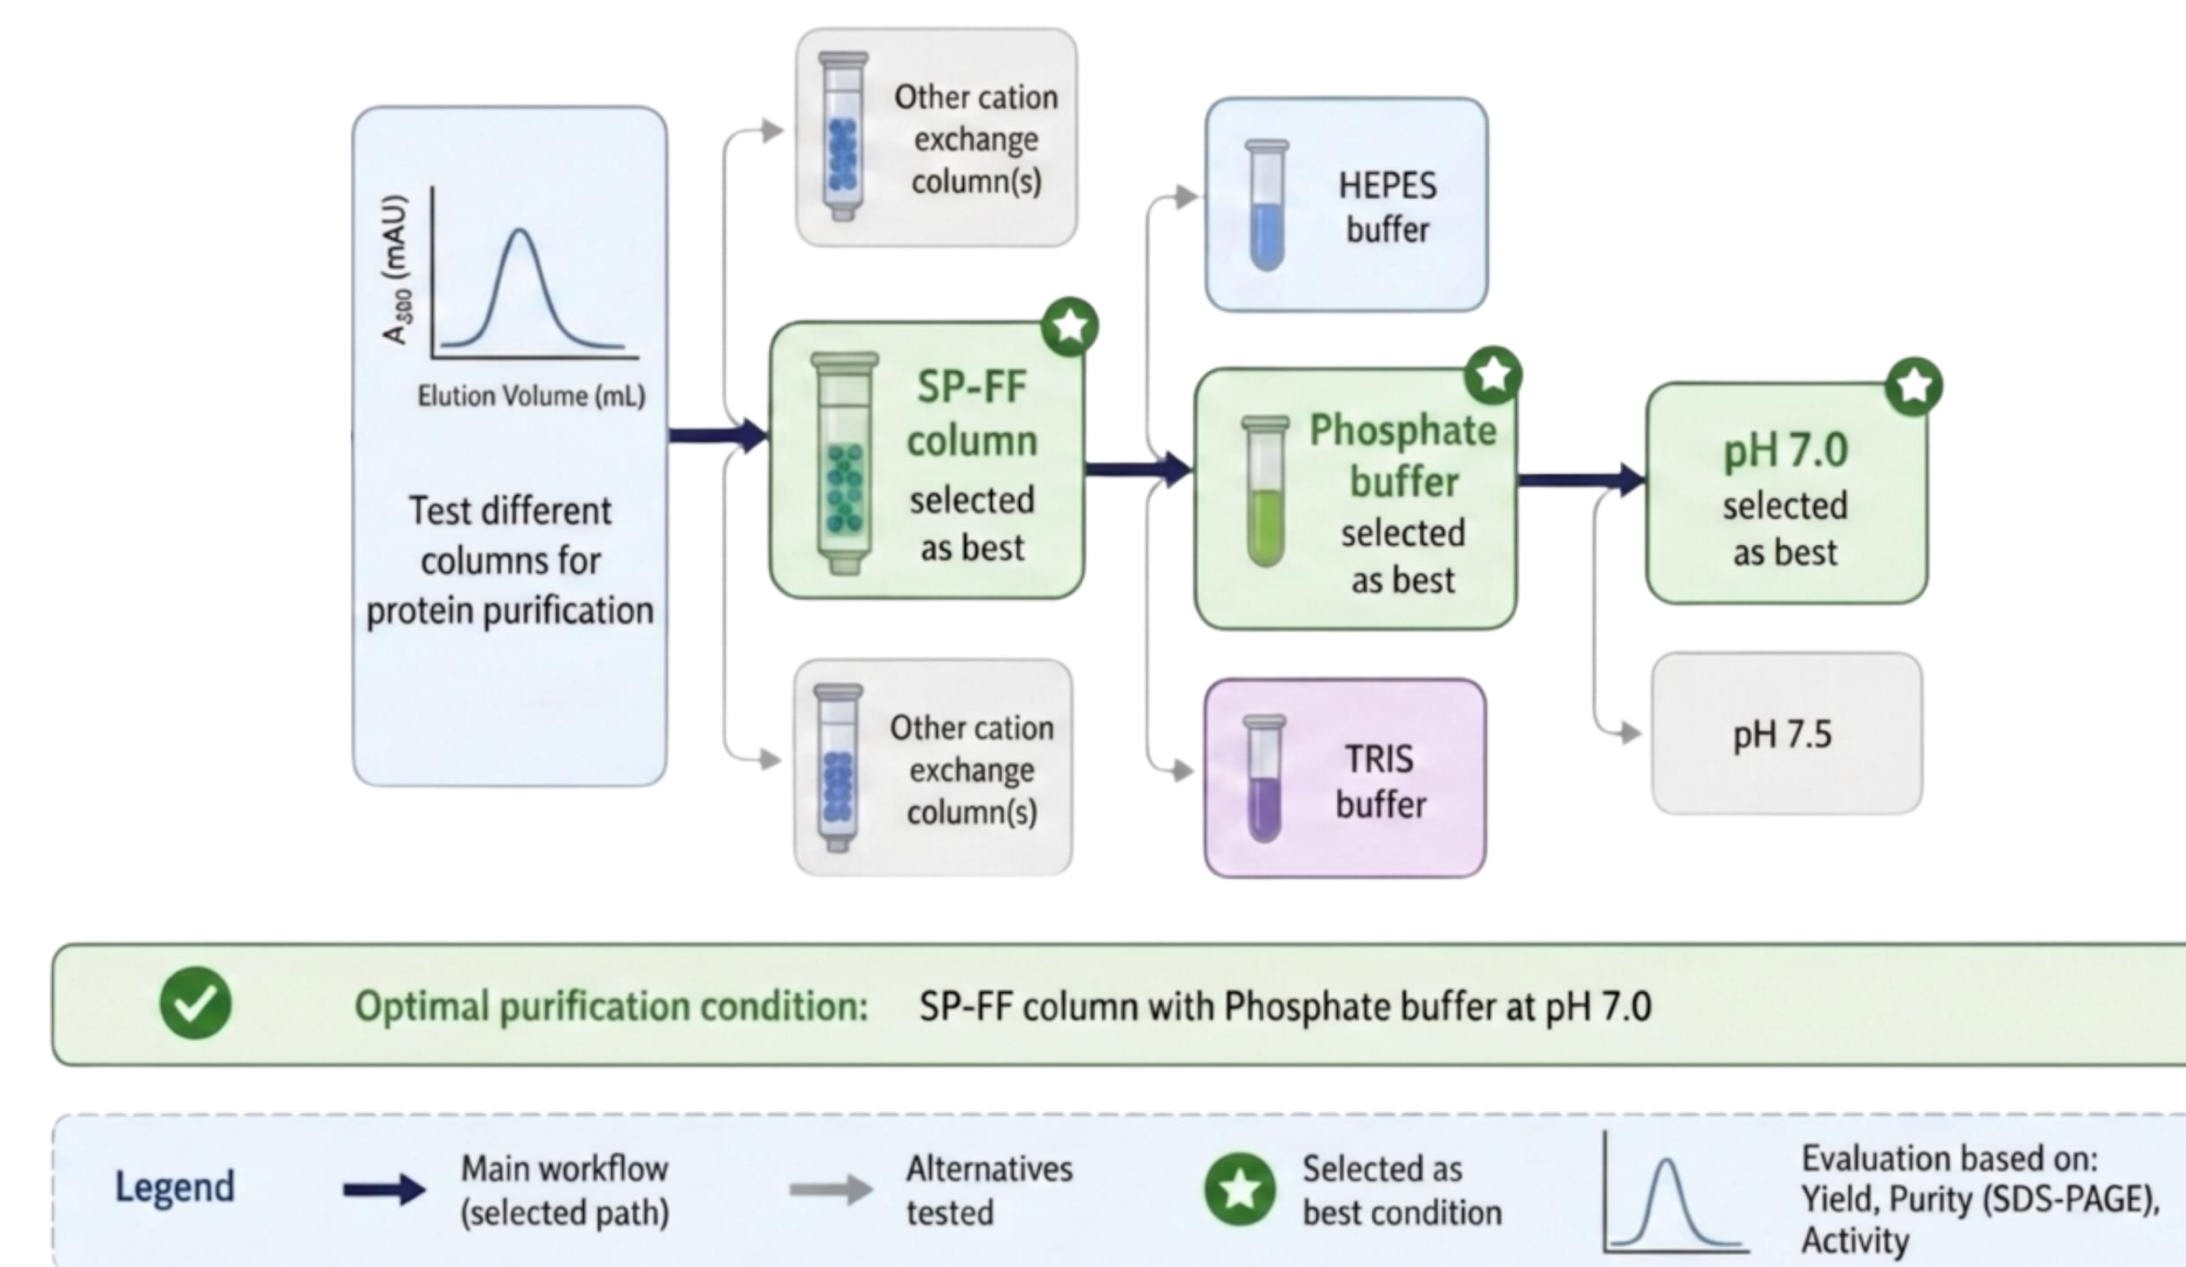 Other cation
exchange
column(s)
HEPES
buffer
A (mAU)
Elution Volume (mL)
Test different
columns for
protein purification
SP-FF
column
selected
as best
Phosphate
buffer
selected
as best
pH 7.0
selected
as best
Other cation
exchange
column(s)
TRIS
buffer
pH 7.5
Optimal purification condition: SP-FF column with Phosphate buffer at pH 7.0
Legend
Main workflow
(selected path)
Alternatives
tested
Selected as
best condition
Evaluation based on:
Yield, Purity (SDS-PAGE),
Activity